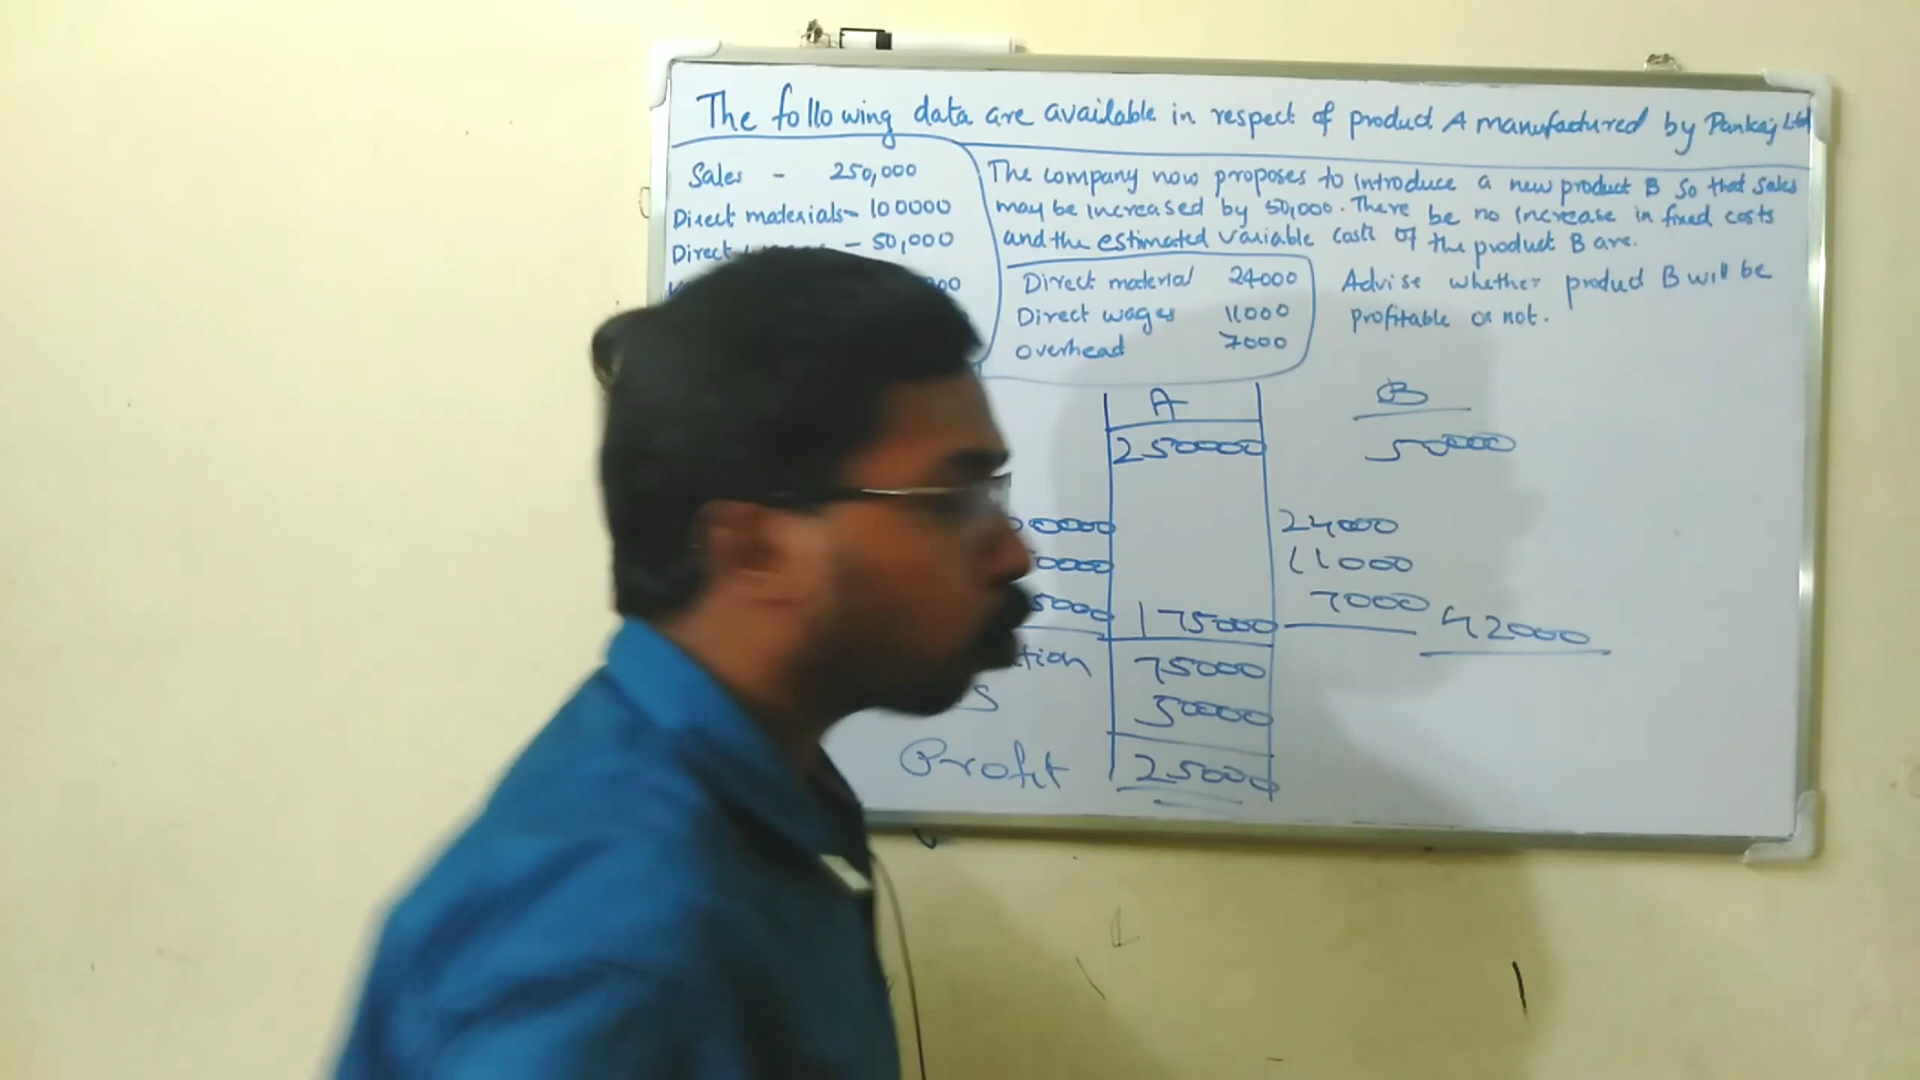 The following data are available in respect of product A manufactured by Pankaj Ltd
Sales - 250,000
Direct materials - 100000
Direct - 50,000
The company now proposes to introduce a new product B so that sales
may be increased by 50,000. There be no increase in fixed costs
and the estimated variable costs of the product B are.
Direct material 24000
Direct wages 11000
overhead 7000
Advise whether product B will be
profitable or not.
A B
250000 50000
24000
11000
175000 7000 42000
75000
50000
Profit 25000